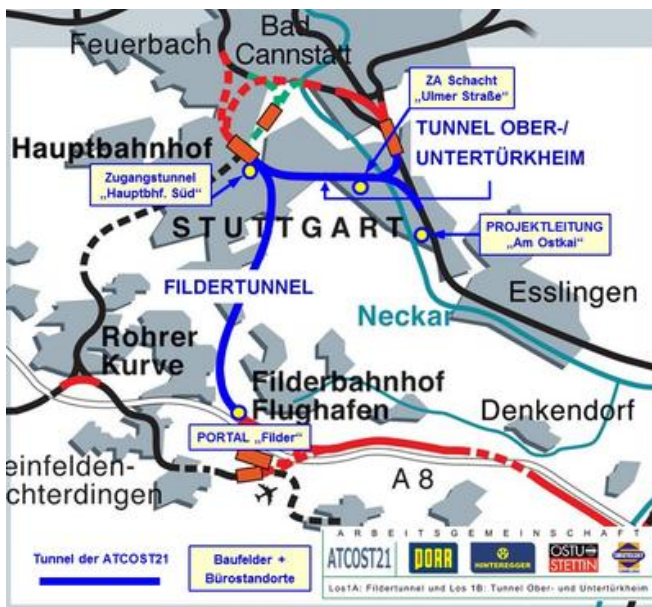 Feuerbach
Bad
Cannstatt
ZA Schacht
„Ulmer Straße“
Hauptbahnhof
TUNNEL OBER-/
UNTERTÜRKHEIM
Zugangstunnel
„Hauptbhf. Süd“
STUTTGART
PROJEKTLEITUNG
„Am Ostkai“
FILDERTUNNEL
Esslingen
Neckar
Rohrer
Kurve
Filderbahnhof
Flughafen
Denkendorf
PORTAL „Filder“
einfelden-
chterdingen
A 8
ARBEITSGEMEINSCHAFT
Tunnel der ATCOST21
Baufelder +
Bürostandorte
ATCOST21
DORR
HINTEREGGER
ÖSTU
STETTIN
Los1A: Fildertunnel und Los 1B: Tunnel Ober- und Untertürkheim